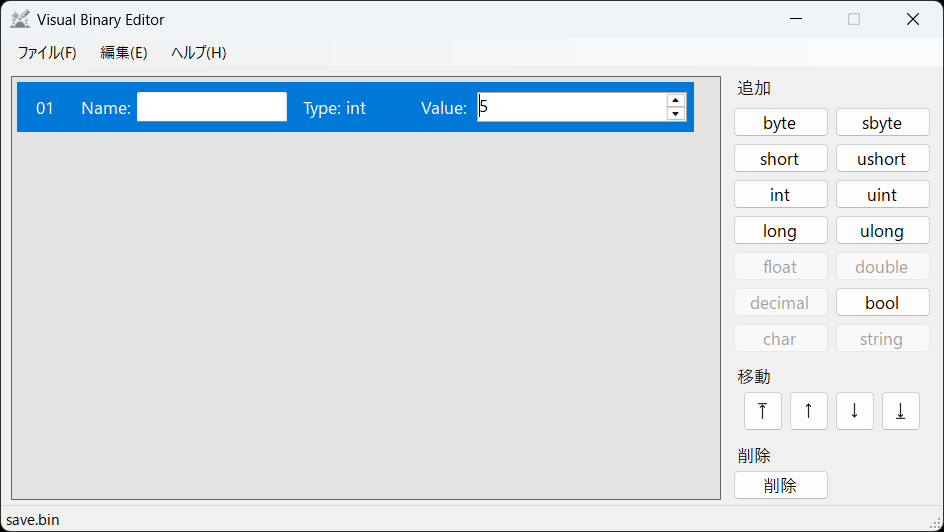 Visual Binary Editor
ファイル(F) 編集(E) ヘルプ(H)
01 Name: Type: int Value: 5
追加
byte sbyte
short ushort
int uint
long ulong
float double
decimal bool
char string
移動
削除
削除
save.bin